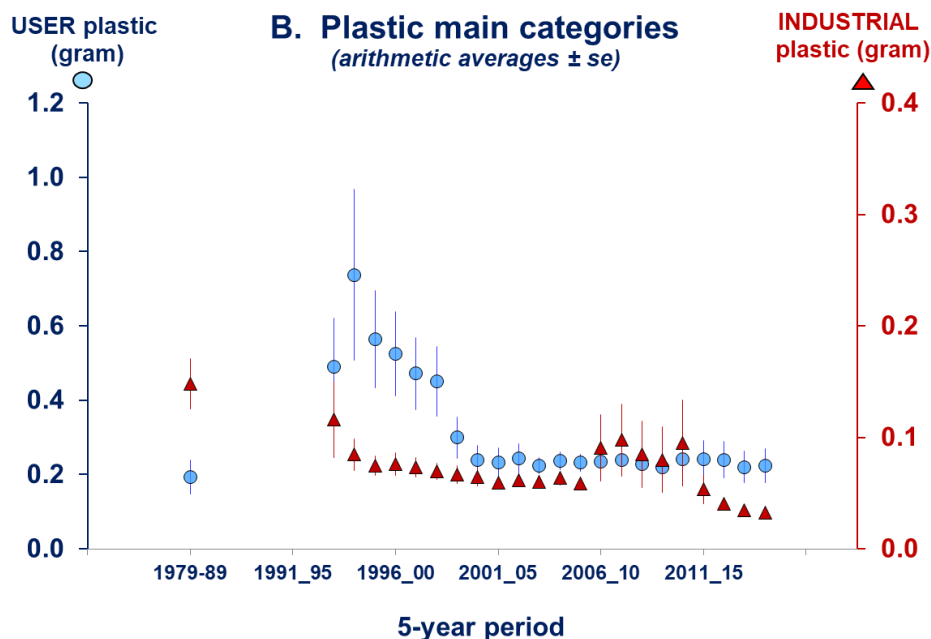 USER plastic
(gram)
B. Plastic main categories
(arithmetic averages ± se)
INDUSTRIAL
plastic (gram)
1.2
1.0
0.8
0.6
0.4
0.2
0.0
0.4
0.3
0.2
0.1
0.0
1979-89
1991_95
1996_00
2001_05
2006_10
2011_15
5-year period